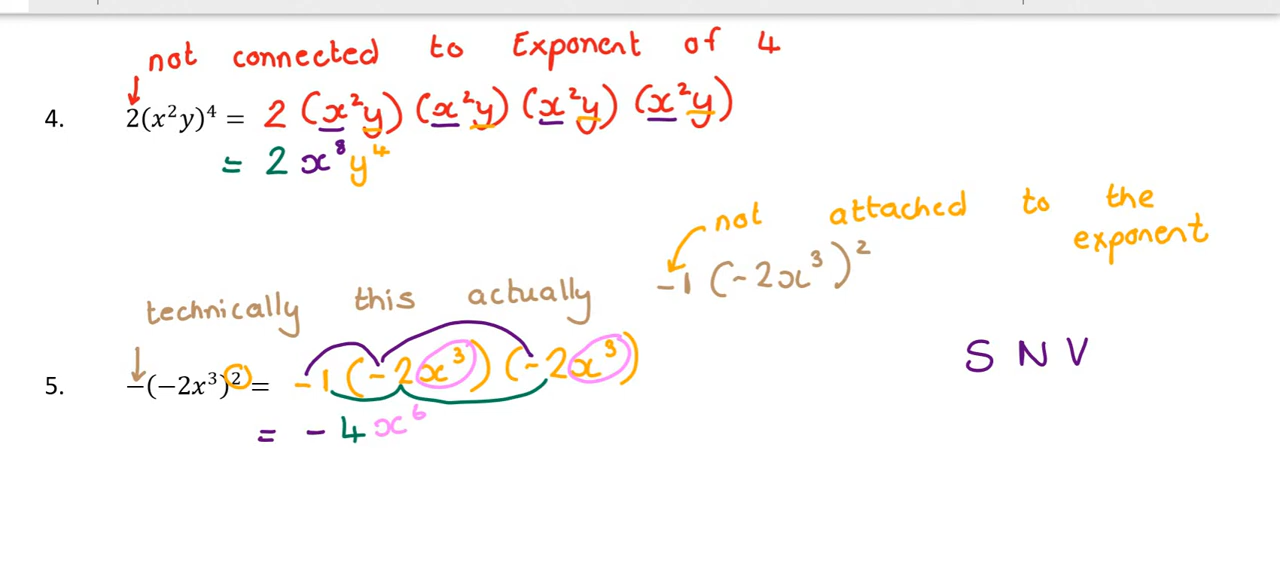 not connected to Exponent of 4
4. 2(x²y)⁴ = 2 (x²y) (x²y) (x²y) (x²y)
= 2 x⁸ y⁴
not attached to the
exponent
-1 (-2x³)²
technically this actually
5. −(−2x³)² = -1 (-2x³) (-2x³)
S N V
= - 4 x⁶